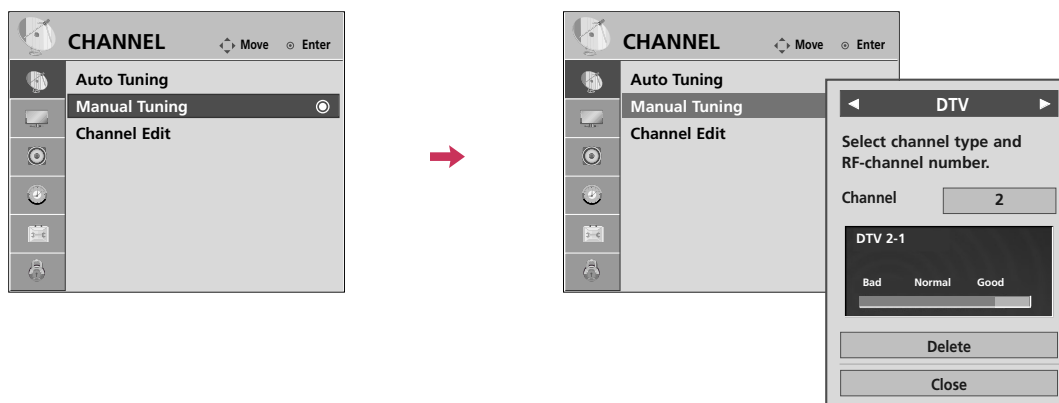 CHANNEL Move Enter
Auto Tuning
Manual Tuning
Channel Edit
CHANNEL Move Enter
Auto Tuning
Manual Tuning
Channel Edit
DTV
Select channel type and
RF-channel number.
Channel 2
DTV 2-1
Bad Normal Good
Delete
Close